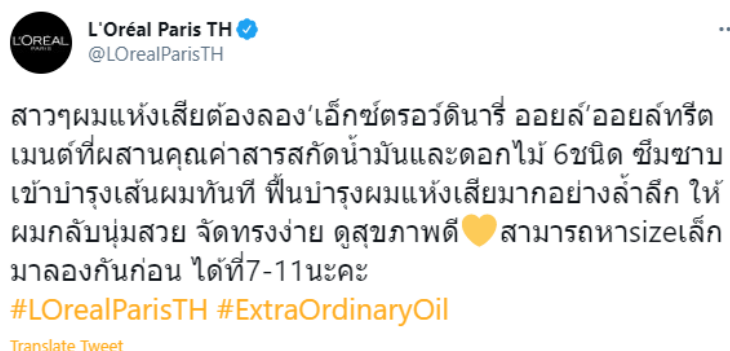 L'ORÉAL
PARIS
L'Oréal Paris TH
@LOrealParisTH
สาวๆผมแห้งเสียต้องลอง‘เอ็กซ์ตรอว์ดินารี่ ออยล์’ออยล์ทรีต
เมนต์ที่ผสานคุณค่าสารสกัดน้ำมันและดอกไม้ 6ชนิด ซึมซาบ
เข้าบำรุงเส้นผมทันที ฟื้นบำรุงผมแห้งเสียมากอย่างล้ำลึก ให้
ผมกลับนุ่มสวย จัดทรงง่าย ดูสุขภาพดี💛สามารถหาsizeเล็ก
มาลองกันก่อน ได้ที่7-11นะคะ
#LOrealParisTH #ExtraOrdinaryOil
Translate Tweet